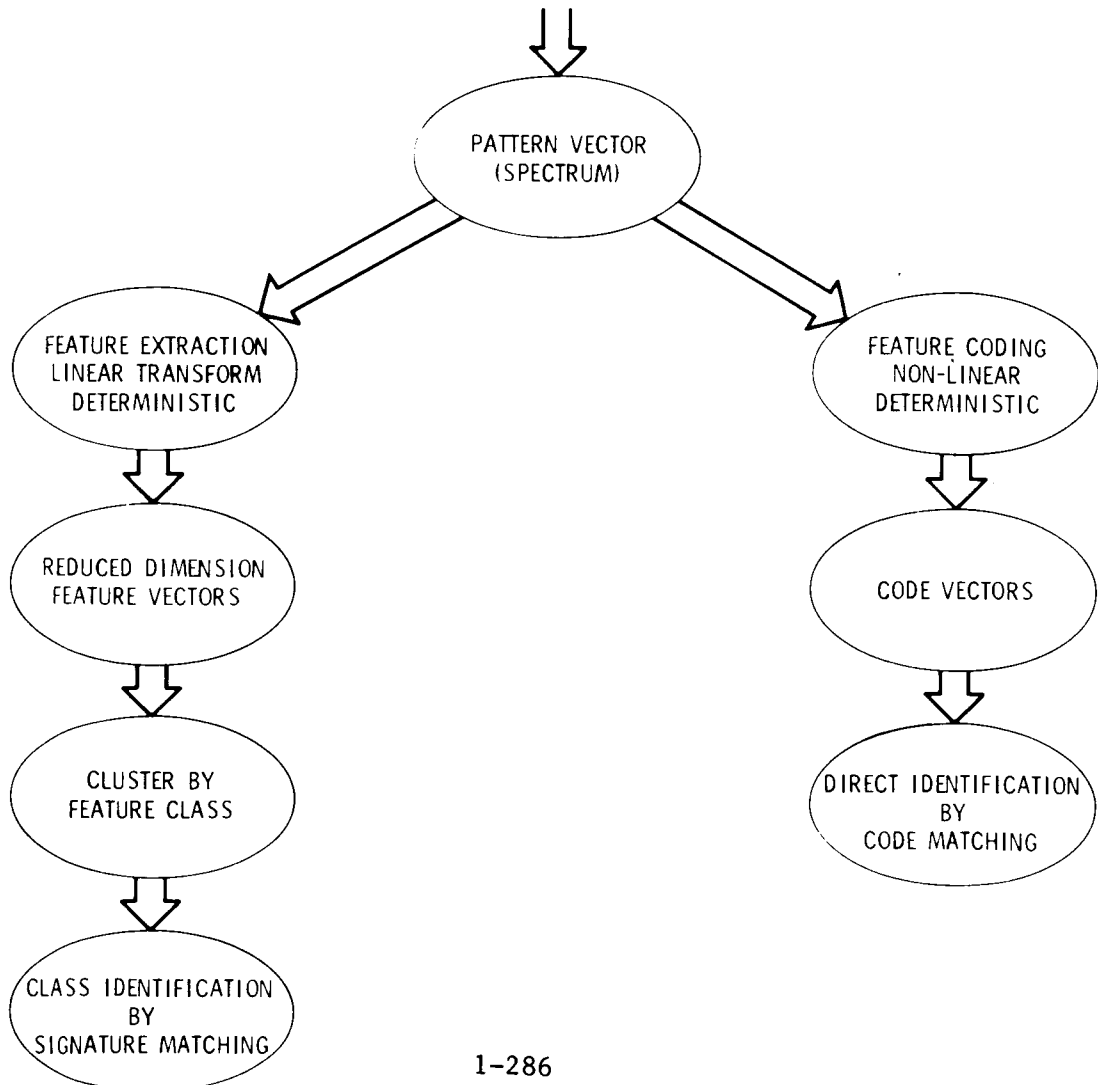 PATTERN VECTOR
(SPECTRUM)
FEATURE EXTRACTION
LINEAR TRANSFORM
DETERMINISTIC
FEATURE CODING
NON-LINEAR
DETERMINISTIC
REDUCED DIMENSION
FEATURE VECTORS
CODE VECTORS
CLUSTER BY
FEATURE CLASS
DIRECT IDENTIFICATION
BY
CODE MATCHING
CLASS IDENTIFICATION
BY
SIGNATURE MATCHING
1-286